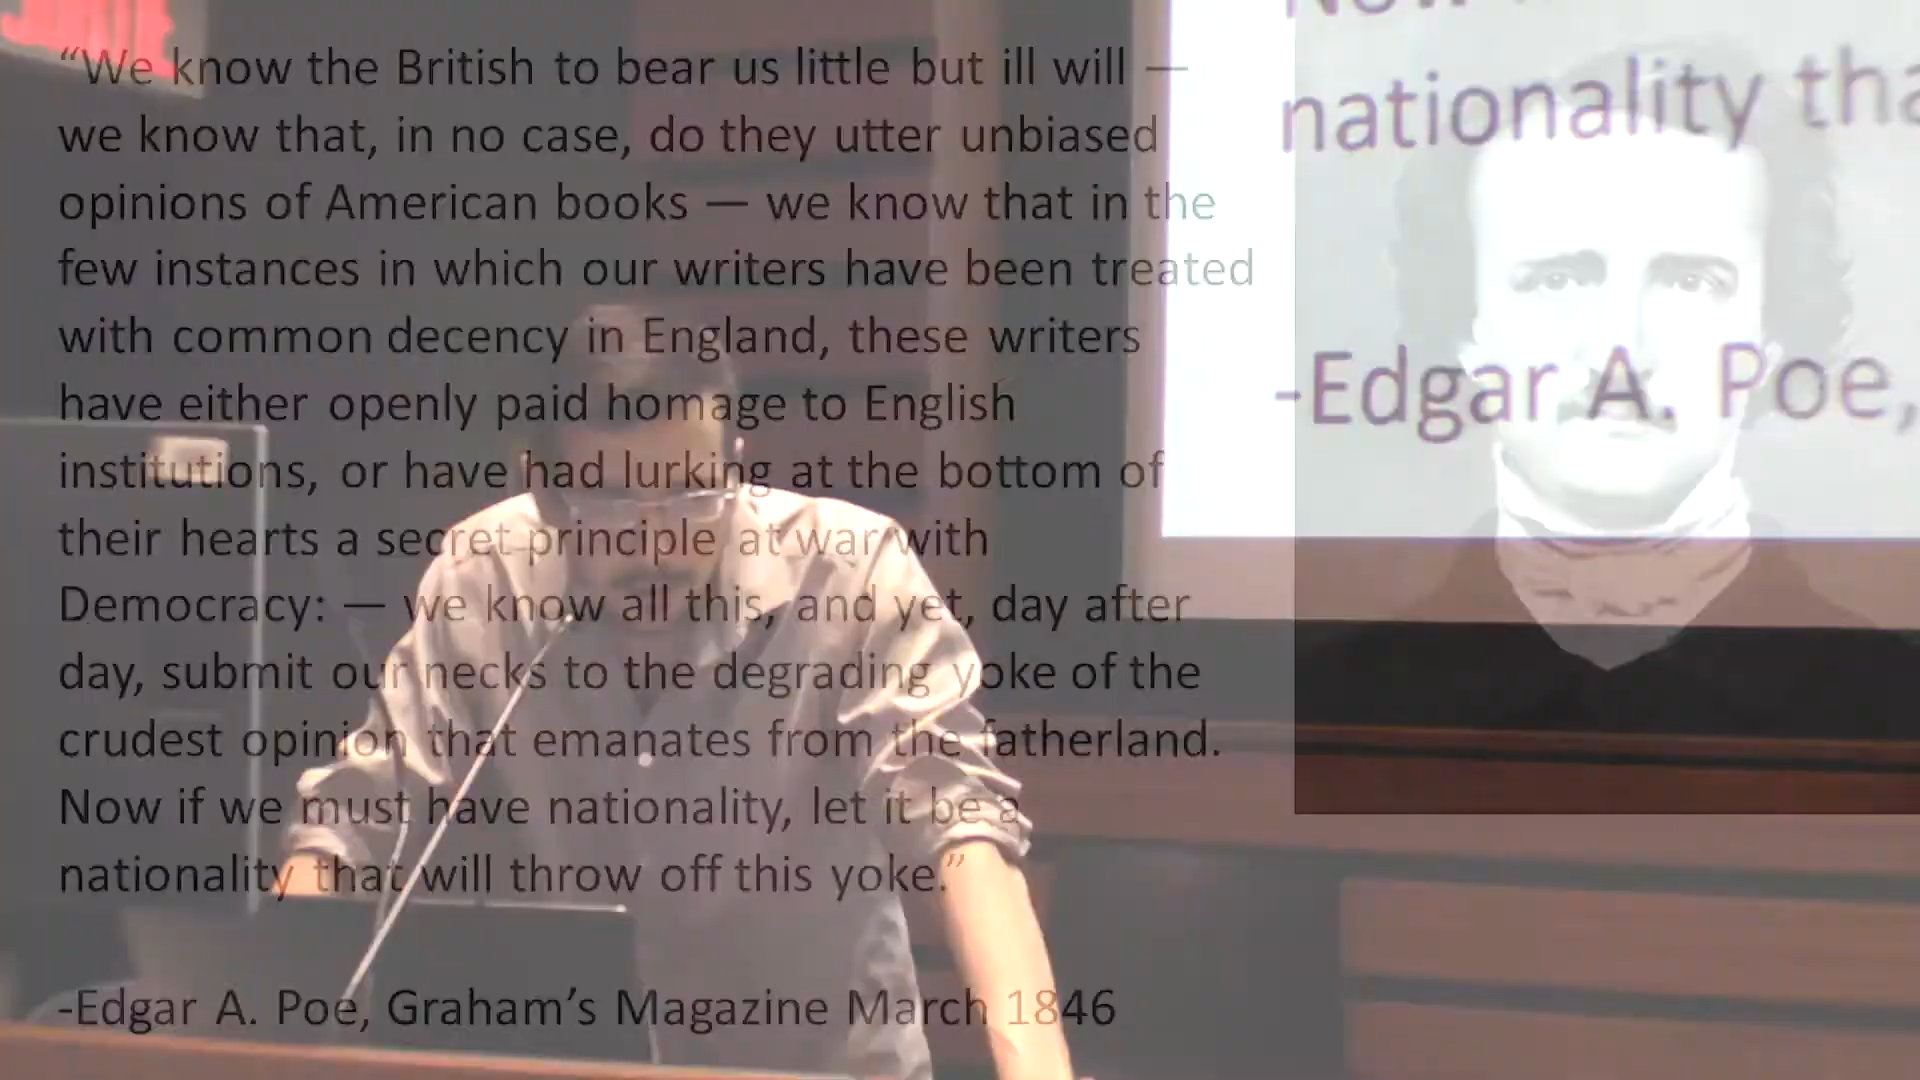 “We know the British to bear us little but ill will —
we know that, in no case, do they utter unbiased
opinions of American books — we know that in the
few instances in which our writers have been treated
with common decency in England, these writers
have either openly paid homage to English
institutions, or have had lurking at the bottom of
their hearts a secret principle at war with
Democracy: — we know all this, and yet, day after
day, submit our necks to the degrading yoke of the
crudest opinion that emanates from the fatherland.
Now if we must have nationality, let it be a
nationality that will throw off this yoke.”
-Edgar A. Poe, Graham’s Magazine March 1846
Now
nationality tha
-Edgar A. Poe,